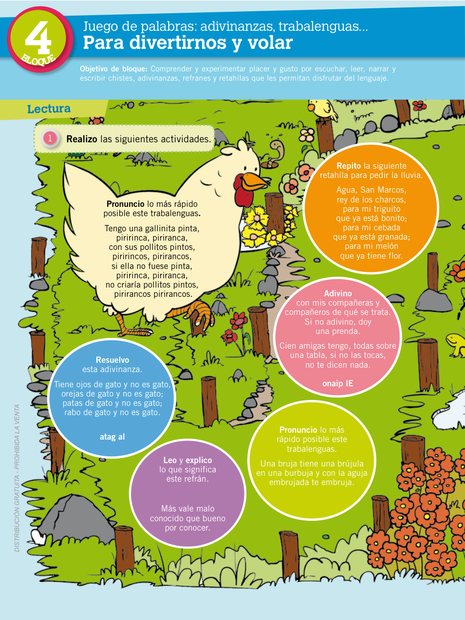 4
BLOQUE
Juego de palabras: adivinanzas, trabalenguas...
Para divertirnos y volar
Objetivo de bloque: Comprender y experimentar placer y gusto por escuchar, leer, narrar y
escribir chistes, adivinanzas, refranes y retahílas que les permitan disfrutar del lenguaje.
Lectura
1 Realizo las siguientes actividades.
Pronuncio lo más rápido
posible este trabalenguas.
Tengo una gallinita pinta,
piririnca, piriranca,
con sus pollitos pintos,
piririncos, pirirancos,
si ella no fuese pinta,
piririnca, piriranca,
no criaría pollitos pintos,
pirirancos pirirancos.
Repito la siguiente
retahíla para pedir la lluvia.
Agua, San Marcos,
rey de los charcos,
para mi triguito
que ya está bonito;
para mi cebada
que ya está granada;
para mi melón
que ya tiene flor.
Adivino
con mis compañeras y
compañeros de qué se trata.
Si no adivino, doy
una prenda.
Cien amigas tengo, todas sobre
una tabla, si no las tocas,
no te dicen nada.
onaip lE
Resuelvo
esta adivinanza.
Tiene ojos de gato y no es gato,
orejas de gato y no es gato;
patas de gato y no es gato;
rabo de gato y no es gato.
atag al
Pronuncio lo más
rápido posible este
trabalenguas.
Una bruja tiene una brújula
en una burbuja y con la aguja
embrujada te embruja.
Leo y explico
lo que significa
este refrán.
Más vale malo
conocido que bueno
por conocer.
DISTRIBUCIÓN GRATUITA - PROHIBIDA LA VENTA